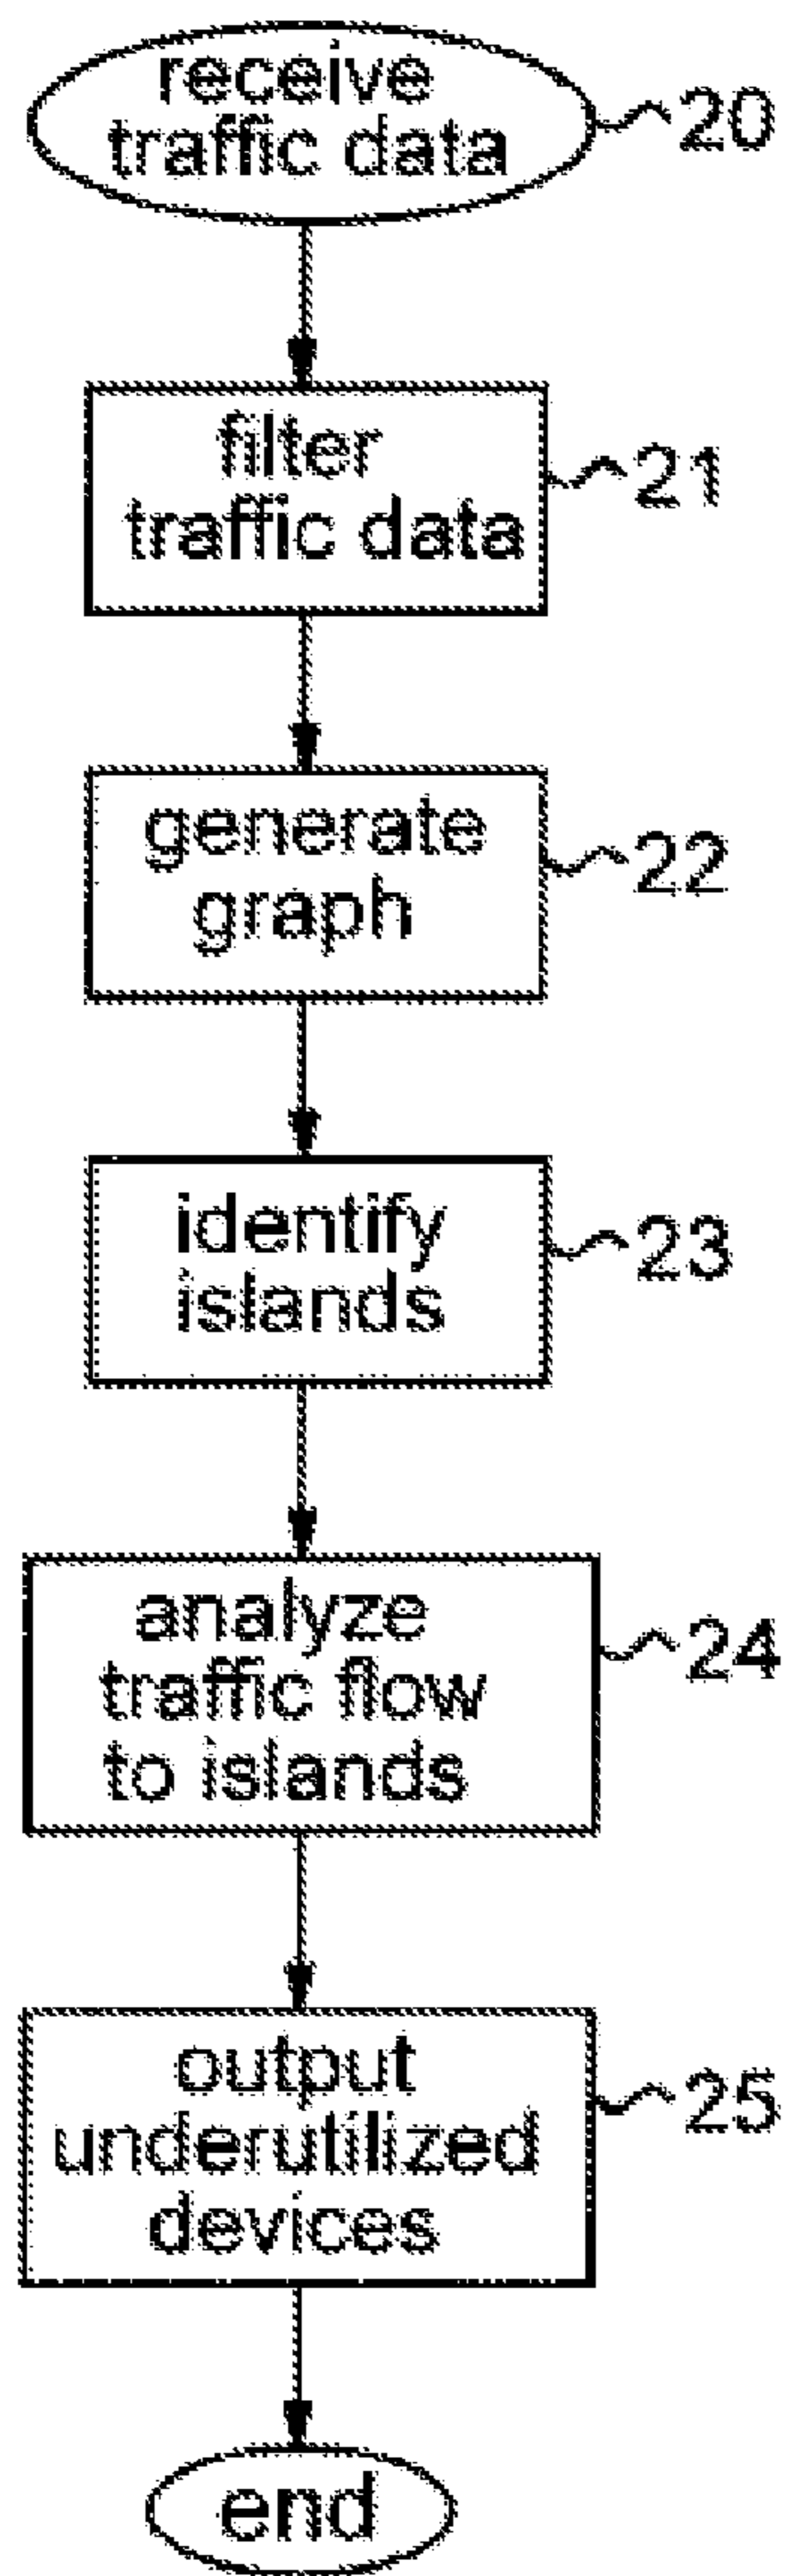 receive
traffic data
20
filter
traffic data
21
generate
graph
22
identify
islands
23
analyze
traffic flow
to islands
24
output
underutilized
devices
25
end